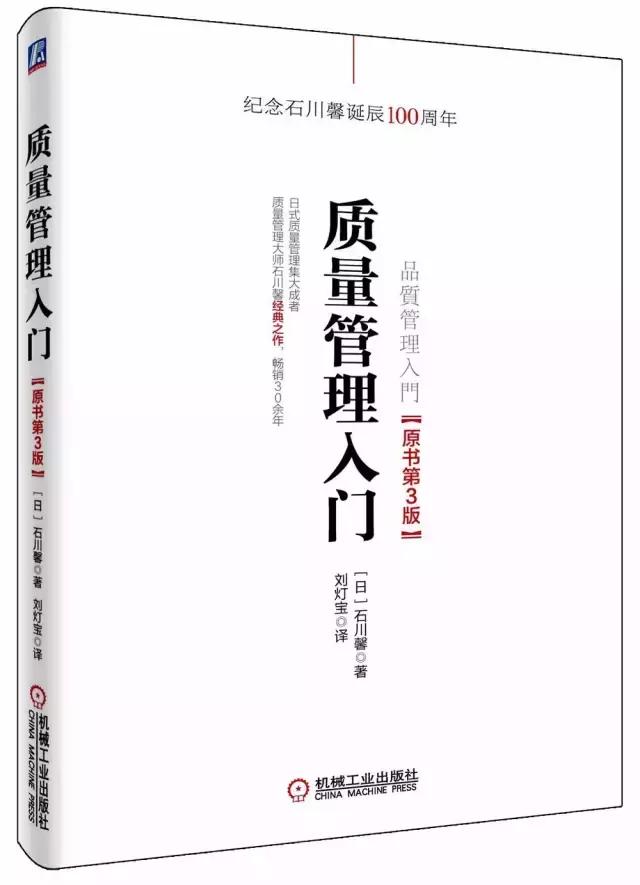 质量管理入门
【原书第3版】
[日]石川馨◎著 刘灯宝◎译
机械工业出版社
CHINA MACHINE PRESS
纪念石川馨诞辰100周年
品質管理入門【原书第3版】
质量管理入门
日式质量管理集大成者
质量管理大师石川馨经典之作，畅销30余年
[日]石川馨◎著
刘灯宝◎译
机械工业出版社
CHINA MACHINE PRESS